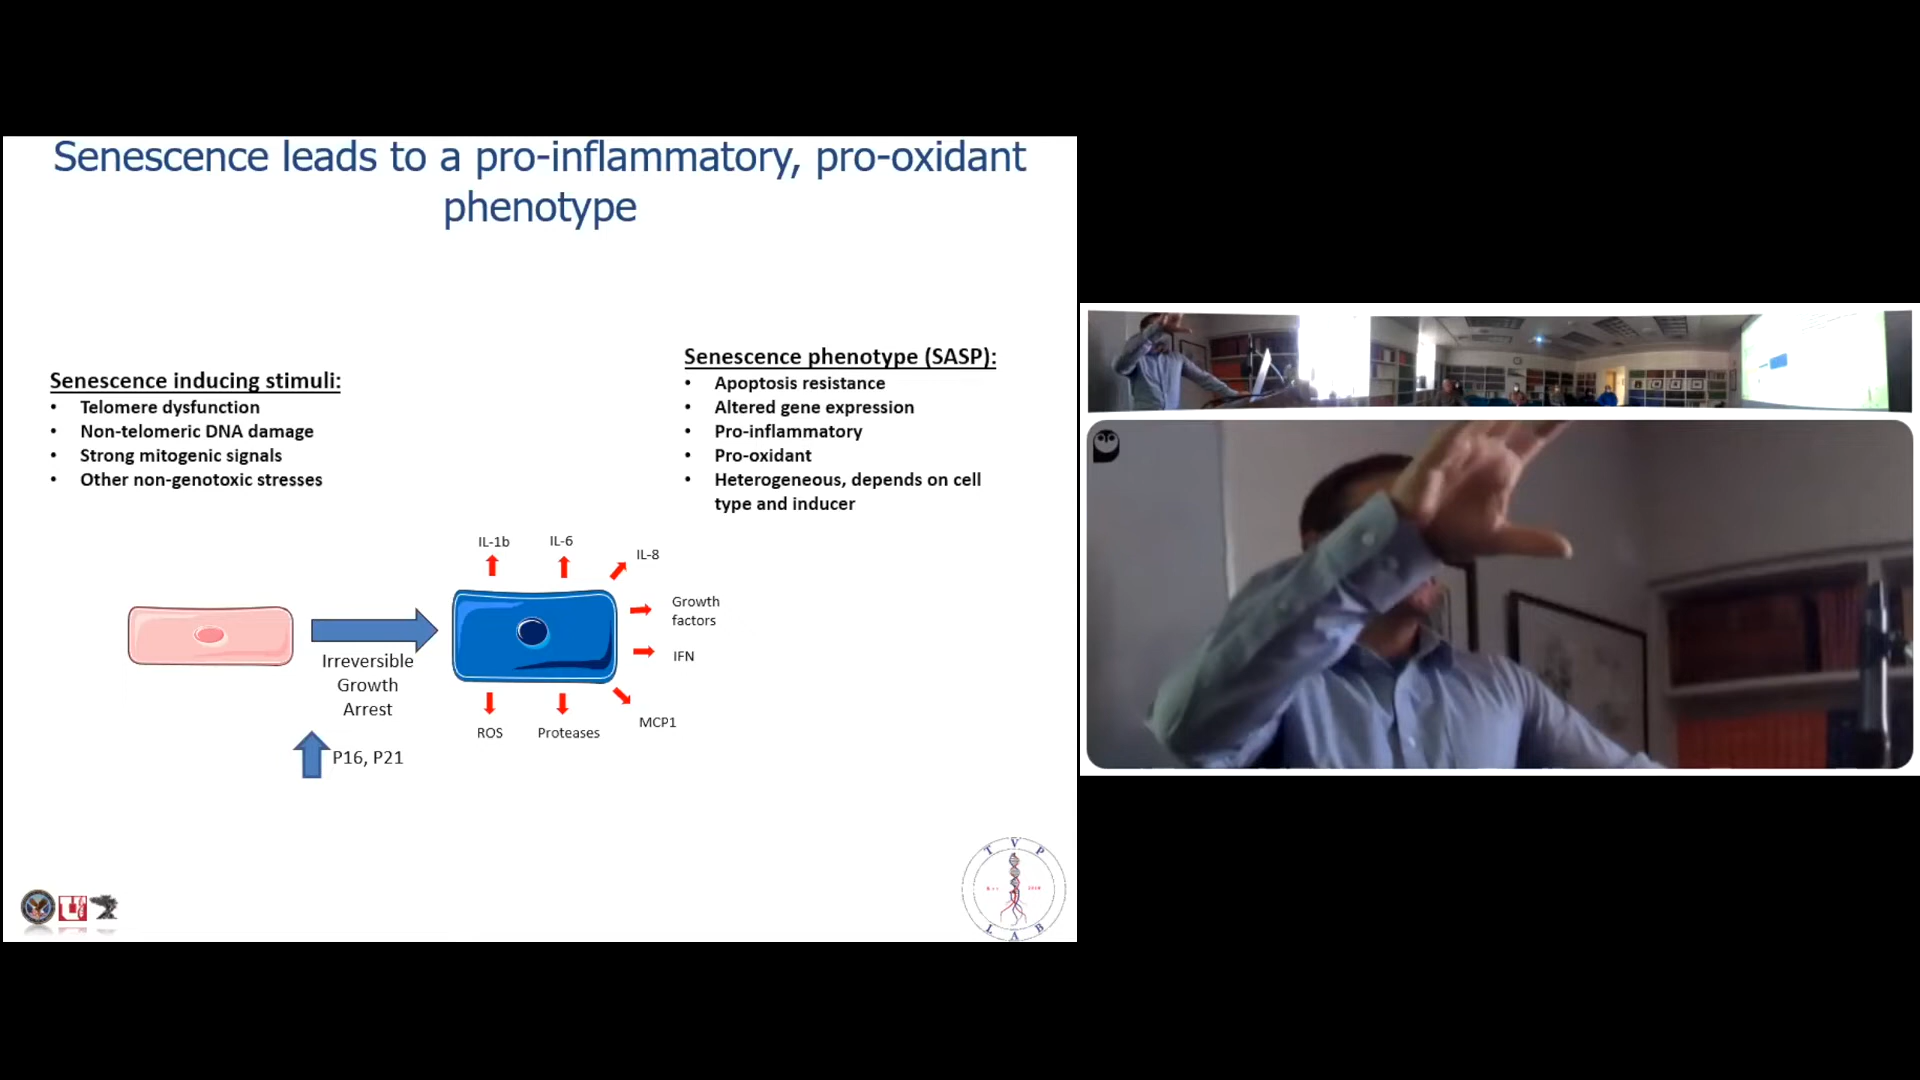 Senescence leads to a pro-inflammatory, pro-oxidant
phenotype
Senescence inducing stimuli:
• Telomere dysfunction
• Non-telomeric DNA damage
• Strong mitogenic signals
• Other non-genotoxic stresses
Senescence phenotype (SASP):
• Apoptosis resistance
• Altered gene expression
• Pro-inflammatory
• Pro-oxidant
• Heterogeneous, depends on cell
type and inducer
IL-1b
IL-6
IL-8
Growth
factors
IFN
MCP1
Proteases
ROS
Irreversible
Growth
Arrest
P16, P21
TVP
LAB
U